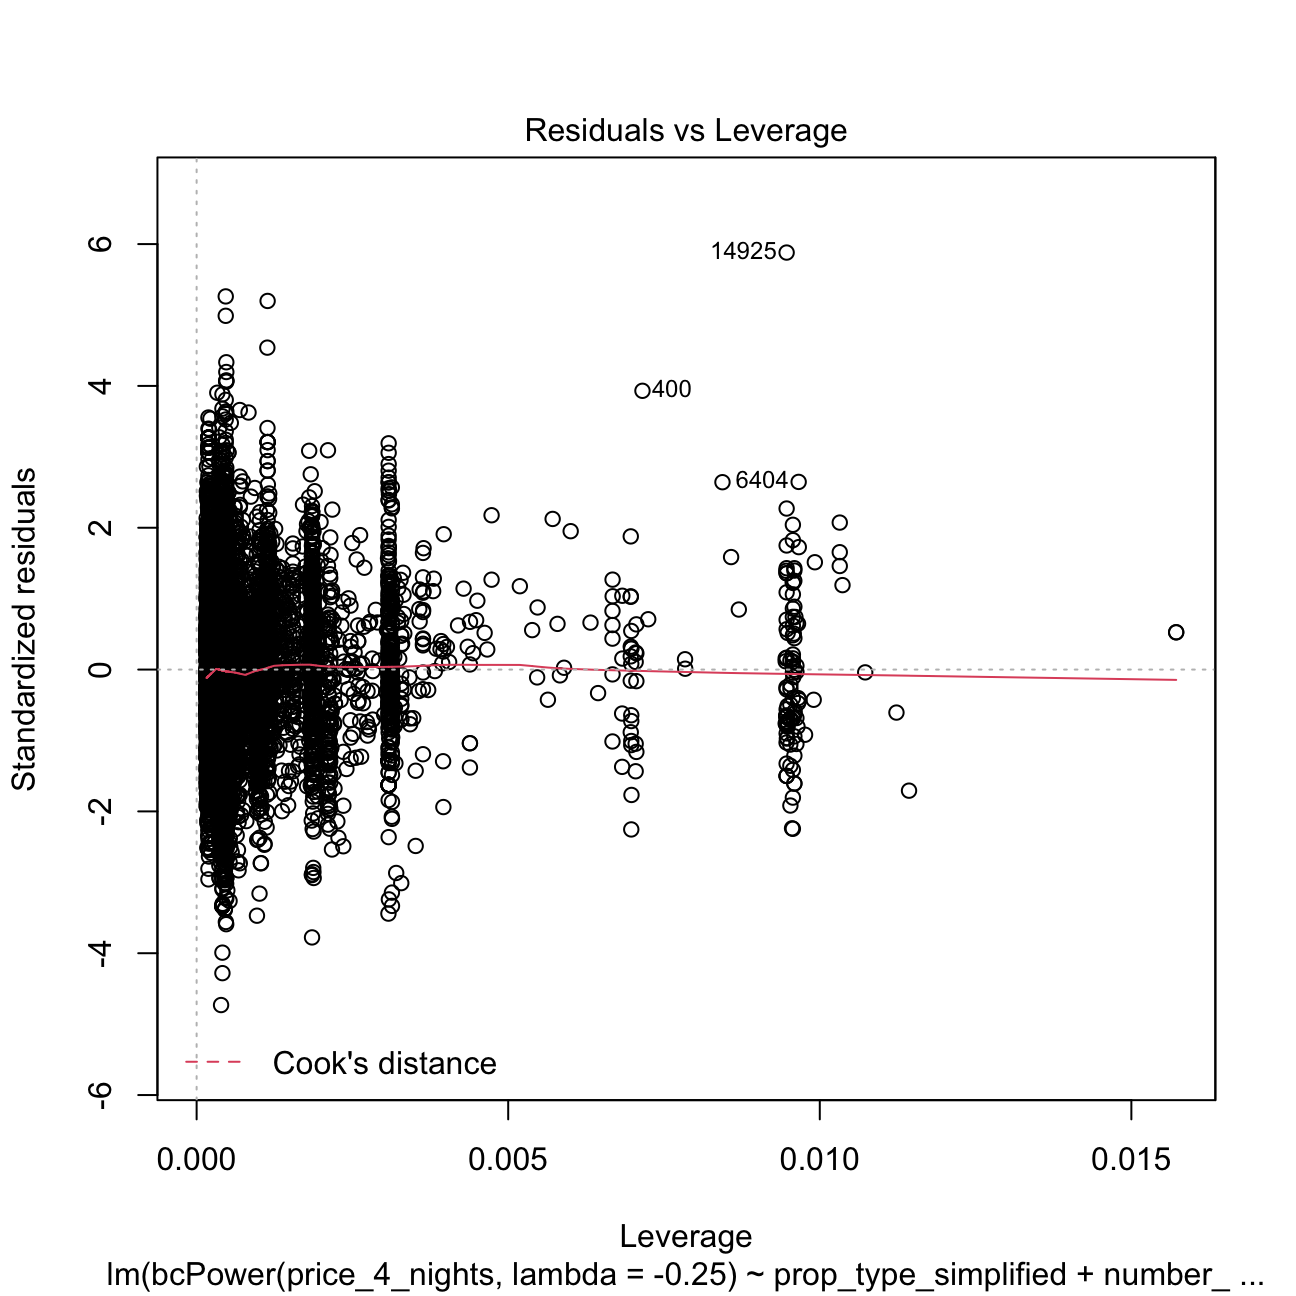 Residuals vs Leverage
Standardized residuals
6
4
2
0
-2
-4
-6
14925
400
6404
Cook's distance
0.000 0.005 0.010 0.015
Leverage
lm(bcPower(price_4_nights, lambda = -0.25) ~ prop_type_simplified + number_ ...